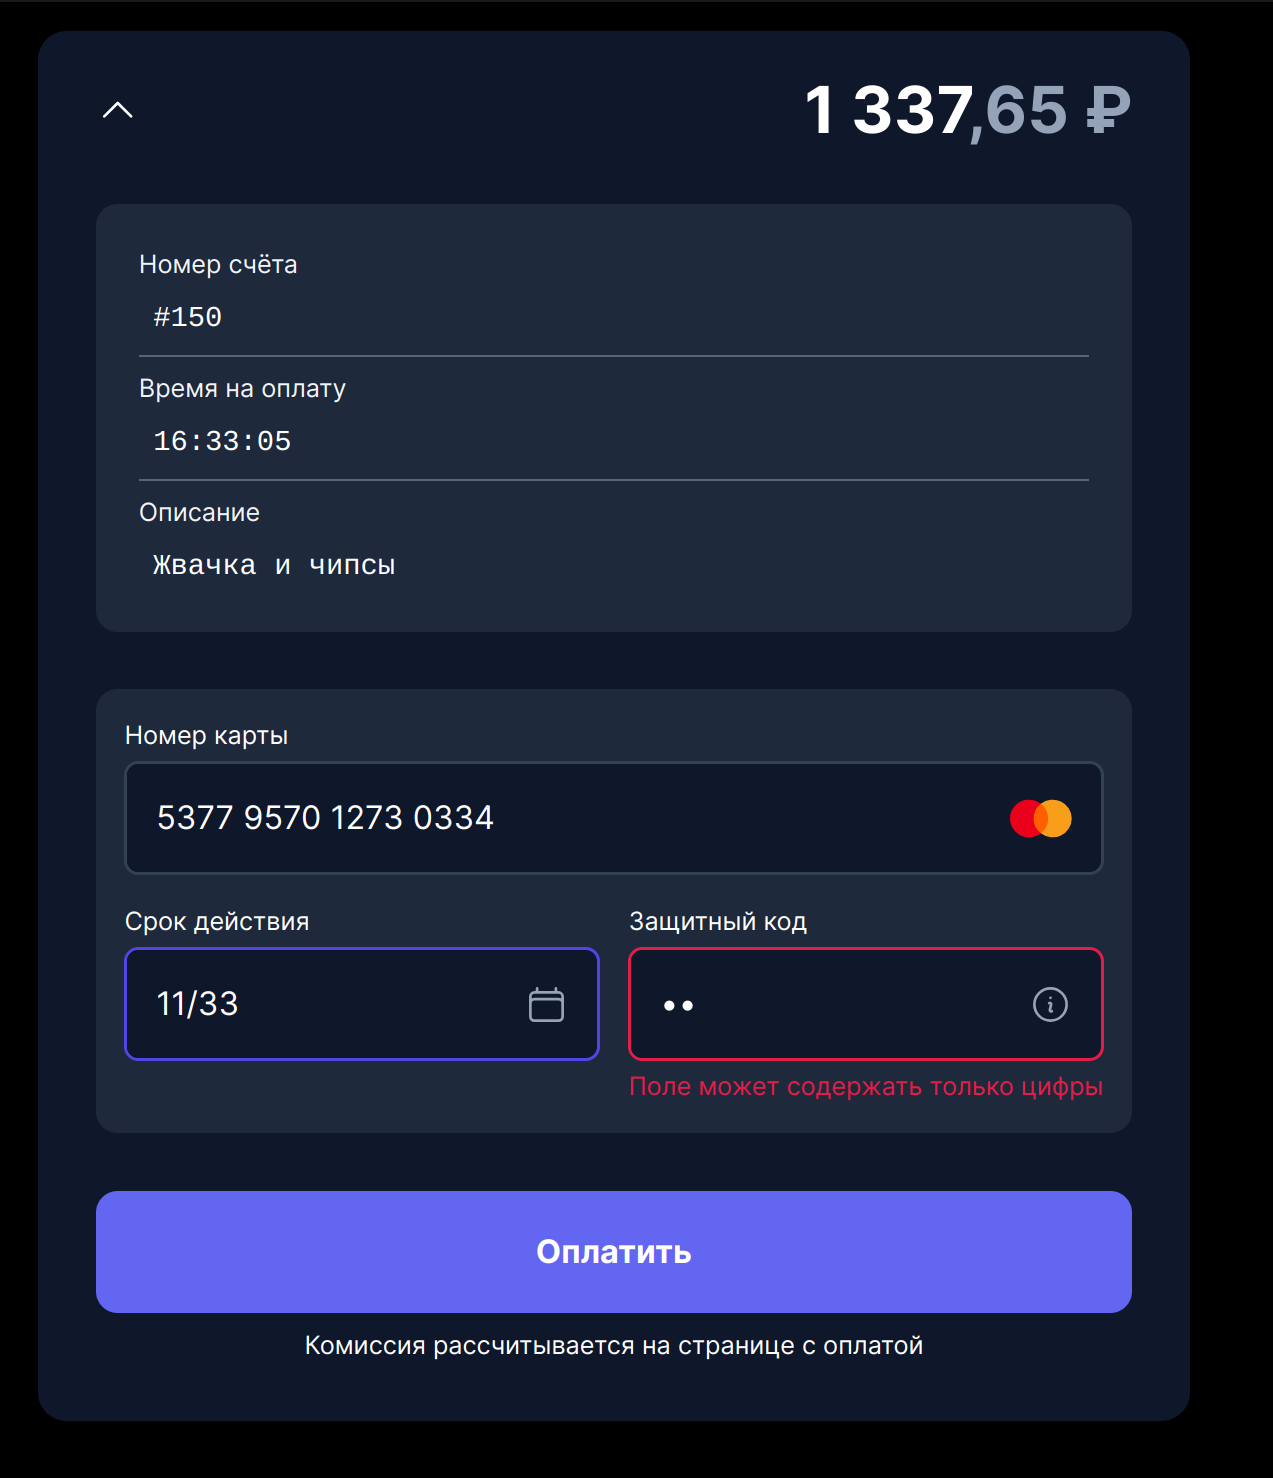 1 337,65 ₽
Номер счёта
#150
Время на оплату
16:33:05
Описание
Жвачка и чипсы
Номер карты
5377 9570 1273 0334
Срок действия
Защитный код
11/33
••
Поле может содержать только цифры
Оплатить
Комиссия рассчитывается на странице с оплатой